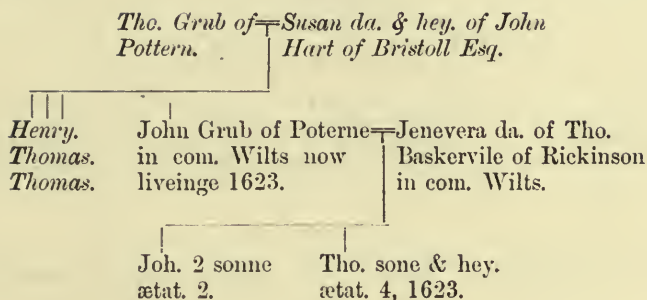 Tho. Grub of Susan da. & hey. of John
Pottern. Hart of Bristoll Esq.
Henry. John Grub of Poterne Jenevera da. of Tho.
Thomas. in com. Wilts now Baskervile of Rickinson
Thomas. liveinge 1623. in com. Wilts.
Joh. 2 sonne Tho. sone & hey.
ætat. 2. ætat. 4, 1623.